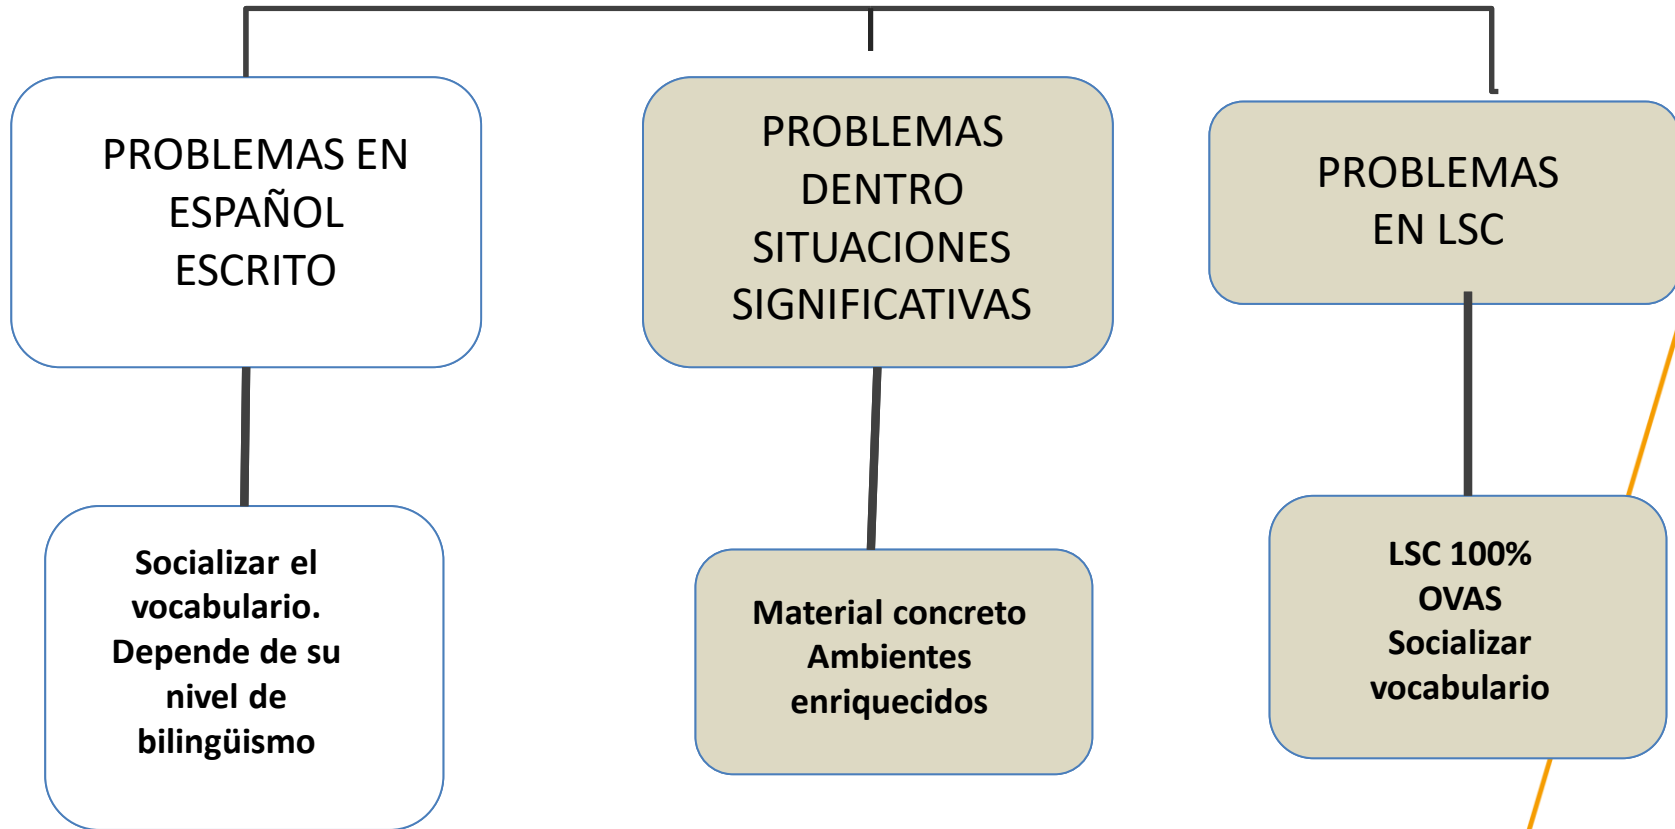 PROBLEMAS EN
ESPAÑOL
ESCRITO
PROBLEMAS
DENTRO
SITUACIONES
SIGNIFICATIVAS
PROBLEMAS
EN LSC
Socializar el
vocabulario.
Depende de su
nivel de
bilingüismo
Material concreto
Ambientes
enriquecidos
LSC 100%
OVAS
Socializar
vocabulario